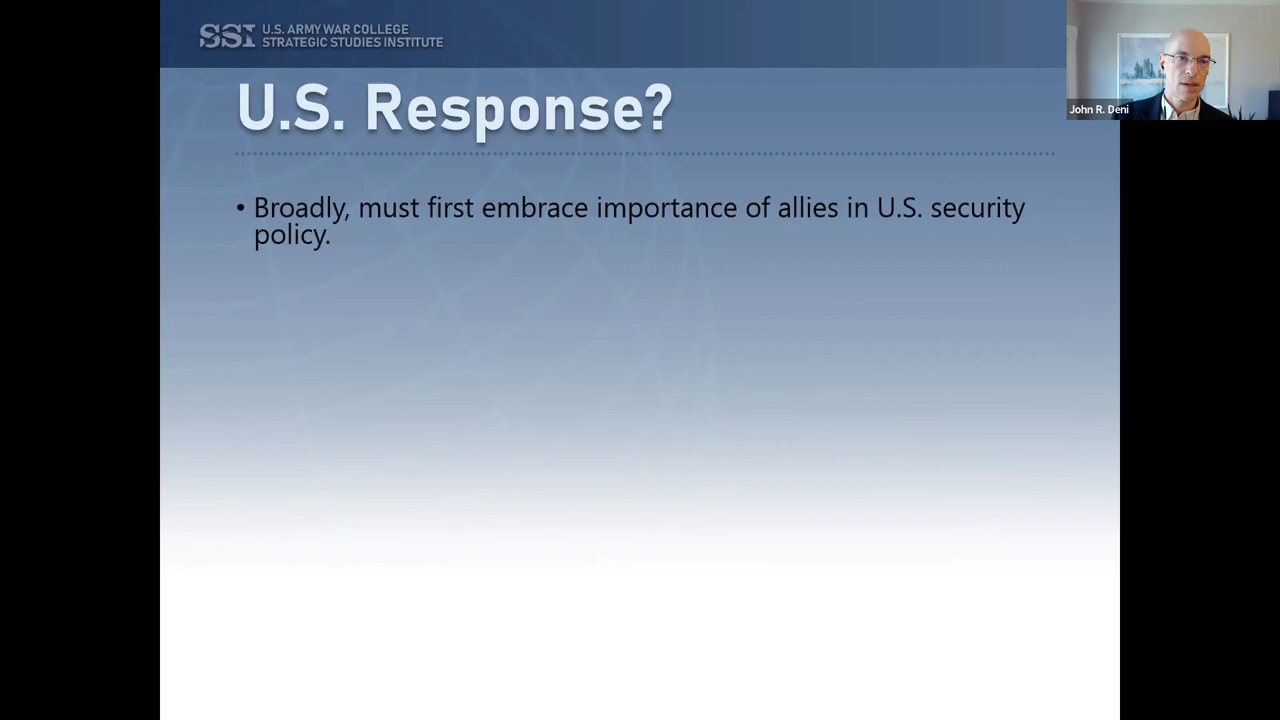 SSI U.S. ARMY WAR COLLEGE
STRATEGIC STUDIES INSTITUTE
John R. Deni
U.S. Response?
• Broadly, must first embrace importance of allies in U.S. security
policy.